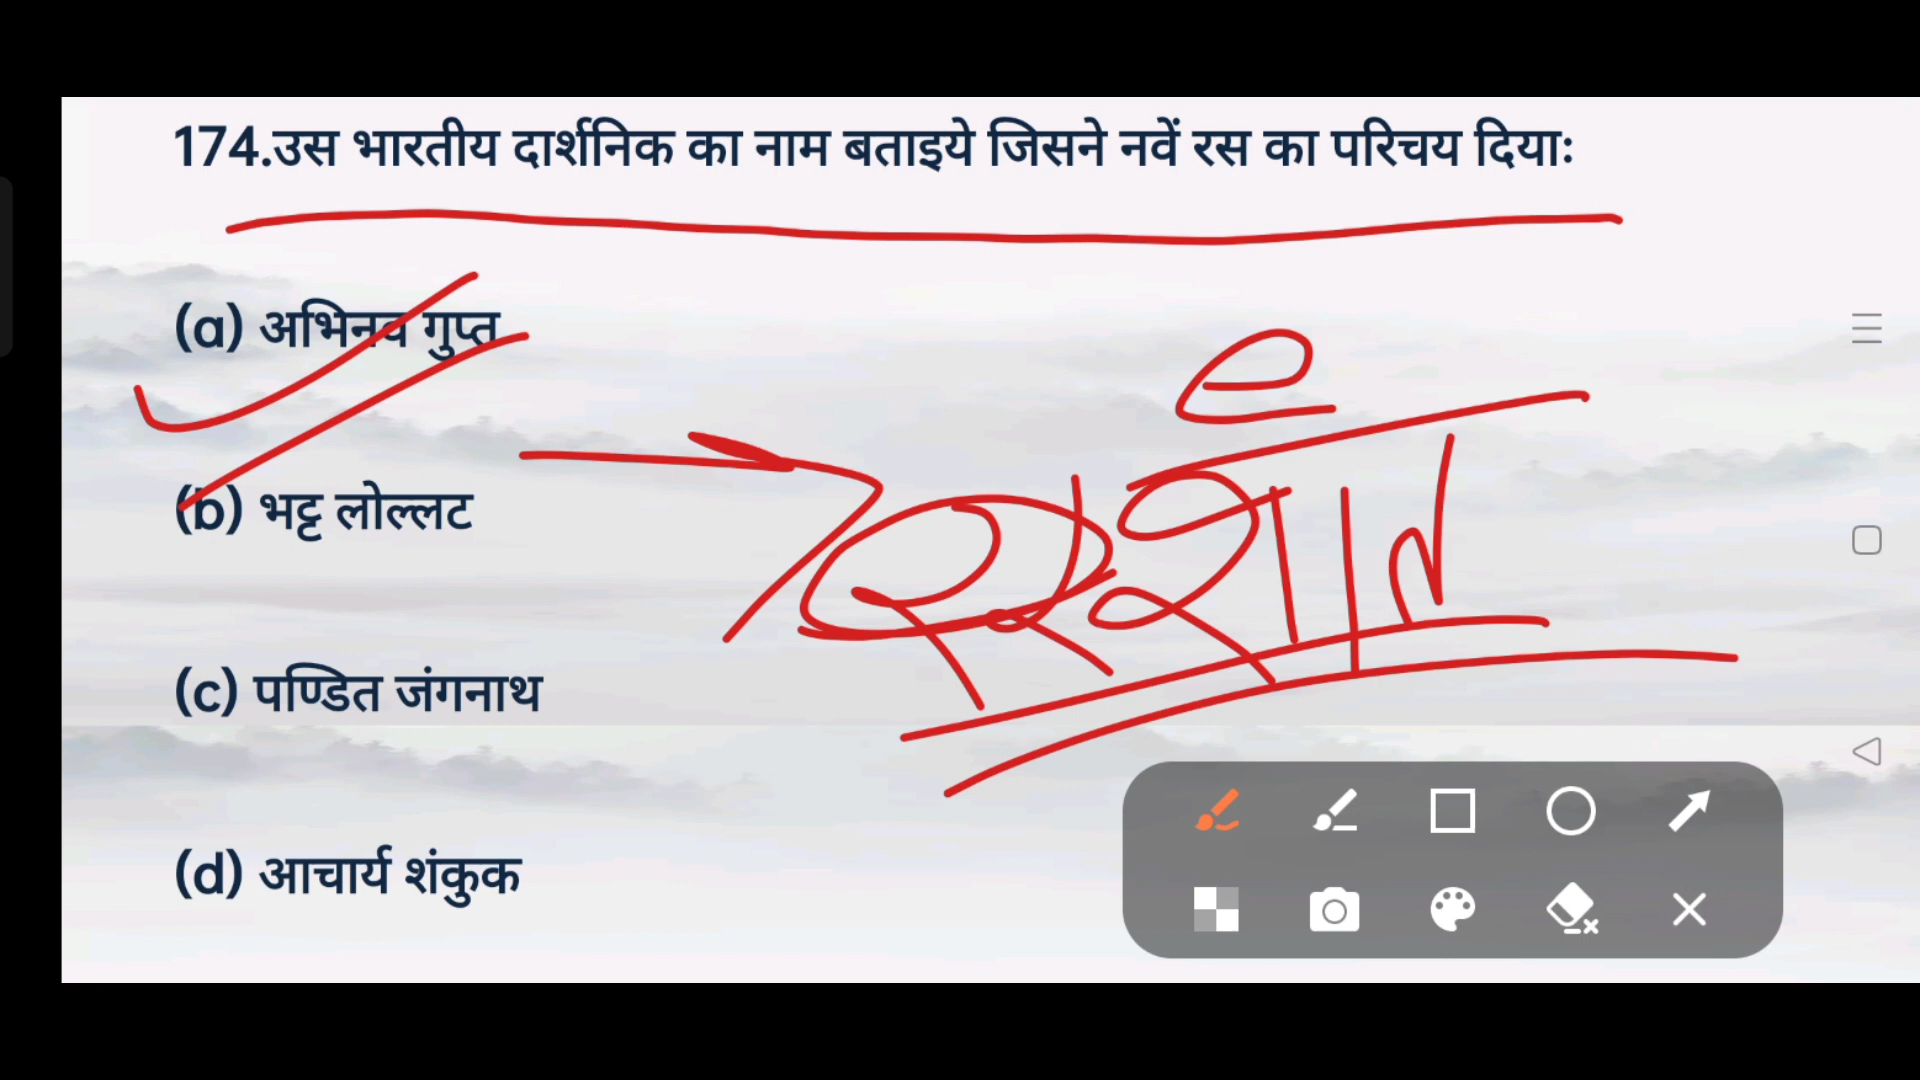 174.उस भारतीय दार्शनिक का नाम बताइये जिसने नवें रस का परिचय दियाः
(a) अभिनव गुप्त
(b) भट्ट लोल्लट
(c) पण्डित जंगनाथ
(d) आचार्य शंकुक